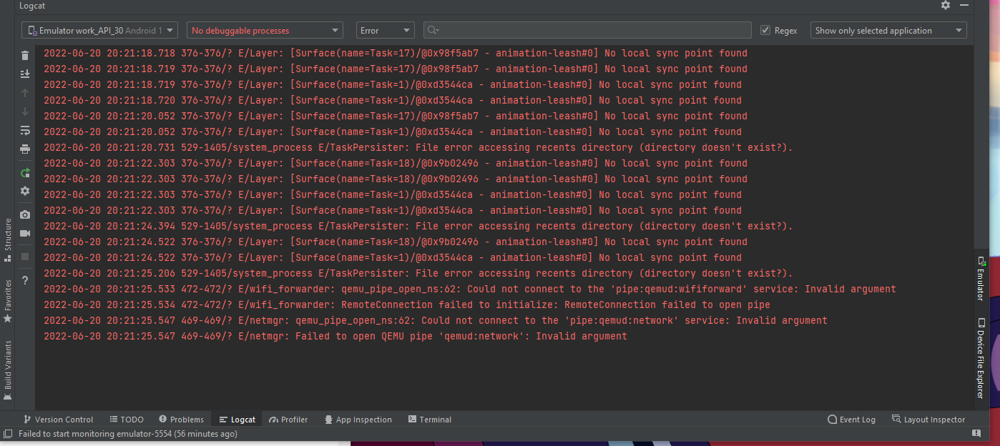 Logcat
Emulator work_API_30 Android 1
No debuggable processes
Error
Regex
Show only selected application
2022-06-20 20:21:18.718 376-376/? E/Layer: [Surface(name=Task=17)/@0x98f5ab7 - animation-leash#0] No local sync point found
2022-06-20 20:21:18.719 376-376/? E/Layer: [Surface(name=Task=17)/@0x98f5ab7 - animation-leash#0] No local sync point found
2022-06-20 20:21:18.719 376-376/? E/Layer: [Surface(name=Task=1)/@0xd3544ca - animation-leash#0] No local sync point found
2022-06-20 20:21:18.720 376-376/? E/Layer: [Surface(name=Task=1)/@0xd3544ca - animation-leash#0] No local sync point found
2022-06-20 20:21:20.052 376-376/? E/Layer: [Surface(name=Task=17)/@0x98f5ab7 - animation-leash#0] No local sync point found
2022-06-20 20:21:20.052 376-376/? E/Layer: [Surface(name=Task=1)/@0xd3544ca - animation-leash#0] No local sync point found
2022-06-20 20:21:20.731 529-1405/system_process E/TaskPersister: File error accessing recents directory (directory doesn't exist?).
2022-06-20 20:21:22.303 376-376/? E/Layer: [Surface(name=Task=18)/@0x9b02496 - animation-leash#0] No local sync point found
2022-06-20 20:21:22.303 376-376/? E/Layer: [Surface(name=Task=18)/@0x9b02496 - animation-leash#0] No local sync point found
2022-06-20 20:21:22.303 376-376/? E/Layer: [Surface(name=Task=1)/@0xd3544ca - animation-leash#0] No local sync point found
2022-06-20 20:21:22.303 376-376/? E/Layer: [Surface(name=Task=1)/@0xd3544ca - animation-leash#0] No local sync point found
2022-06-20 20:21:24.394 529-1405/system_process E/TaskPersister: File error accessing recents directory (directory doesn't exist?).
2022-06-20 20:21:24.522 376-376/? E/Layer: [Surface(name=Task=18)/@0x9b02496 - animation-leash#0] No local sync point found
2022-06-20 20:21:24.522 376-376/? E/Layer: [Surface(name=Task=1)/@0xd3544ca - animation-leash#0] No local sync point found
2022-06-20 20:21:25.206 529-1405/system_process E/TaskPersister: File error accessing recents directory (directory doesn't exist?).
2022-06-20 20:21:25.533 472-472/? E/wifi_forwarder: qemu_pipe_open_ns:62: Could not connect to the 'pipe:qemud:wififorward' service: Invalid argument
2022-06-20 20:21:25.534 472-472/? E/wifi_forwarder: RemoteConnection failed to initialize: RemoteConnection failed to open pipe
2022-06-20 20:21:25.547 469-469/? E/netmgr: qemu_pipe_open_ns:62: Could not connect to the 'pipe:qemud:network' service: Invalid argument
2022-06-20 20:21:25.547 469-469/? E/netmgr: Failed to open QEMU pipe 'qemud:network': Invalid argument
Structure
Favorites
Build Variants
Emulator
Device File Explorer
Version Control
TODO
Problems
Logcat
Profiler
App Inspection
Terminal
Event Log
Layout Inspector
Failed to start monitoring emulator-5554 (56 minutes ago)